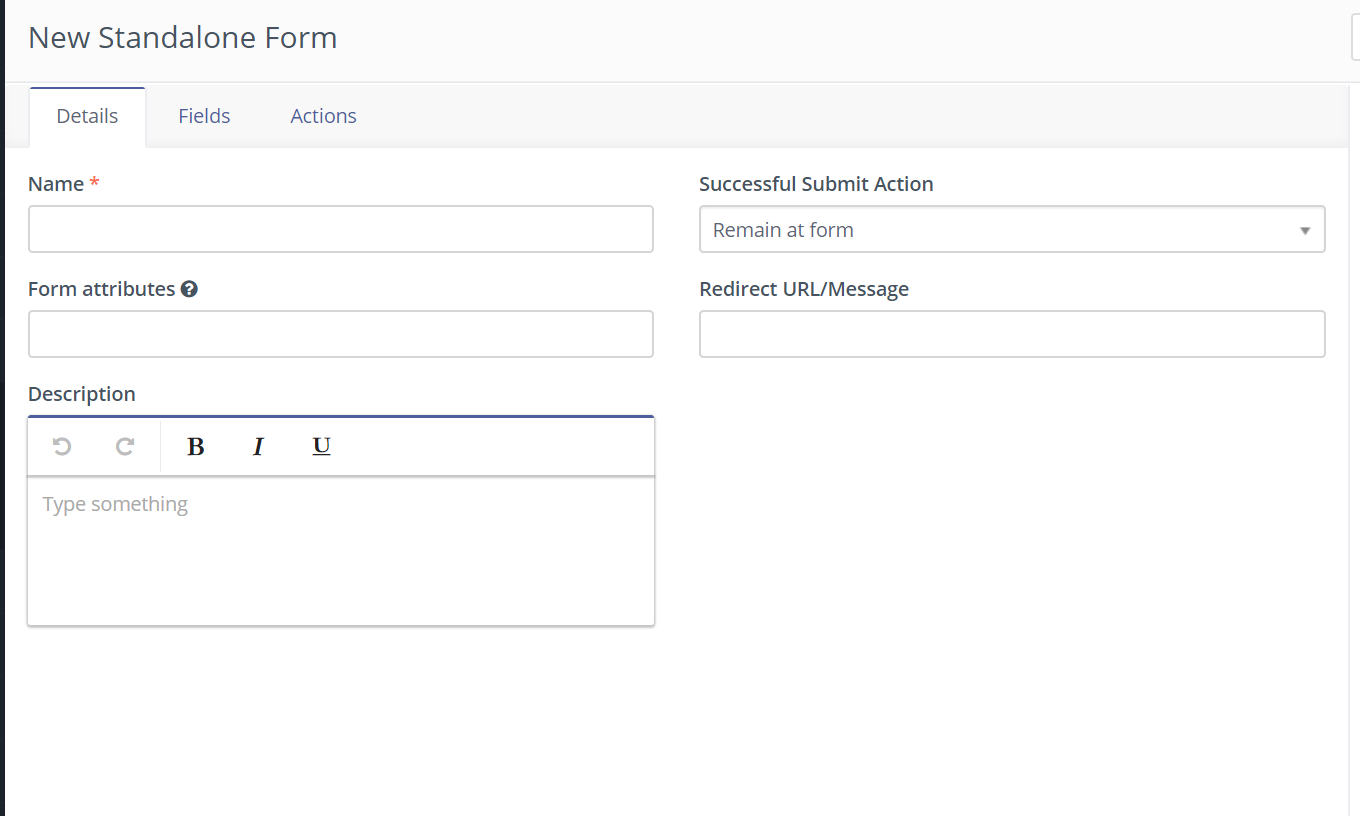 New Standalone Form
Details Fields Actions
Name *
Successful Submit Action
Remain at form
Form attributes ?
Redirect URL/Message
Description
B I U
Type something